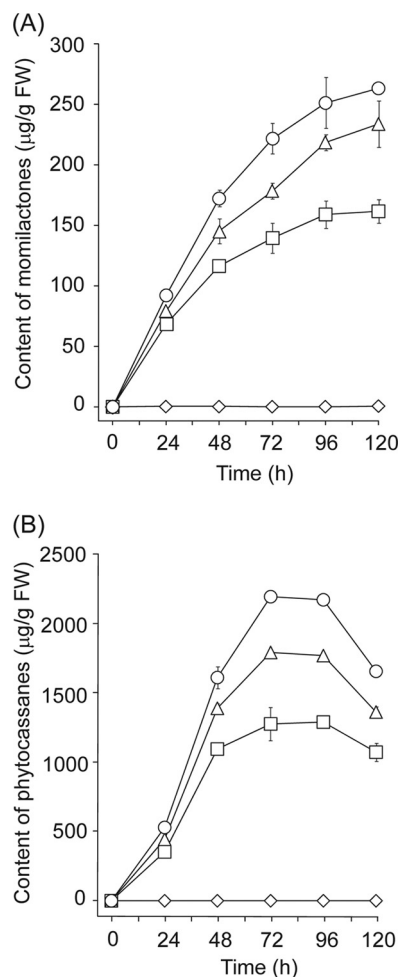 (A)
300
250
200
150
100
50
0
Content of momilactones (µg/g FW)
0 24 48 72 96 120
Time (h)
(B)
2500
2000
1500
1000
500
0
Content of phytocassanes (µg/g FW)
0 24 48 72 96 120
Time (h)